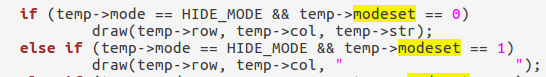 if (temp->mode == HIDE_MODE && temp->modeset == 0)
draw(temp->row, temp->col, temp->str);
else if (temp->mode == HIDE_MODE && temp->modeset == 1)
draw(temp->row, temp->col, "                    ");